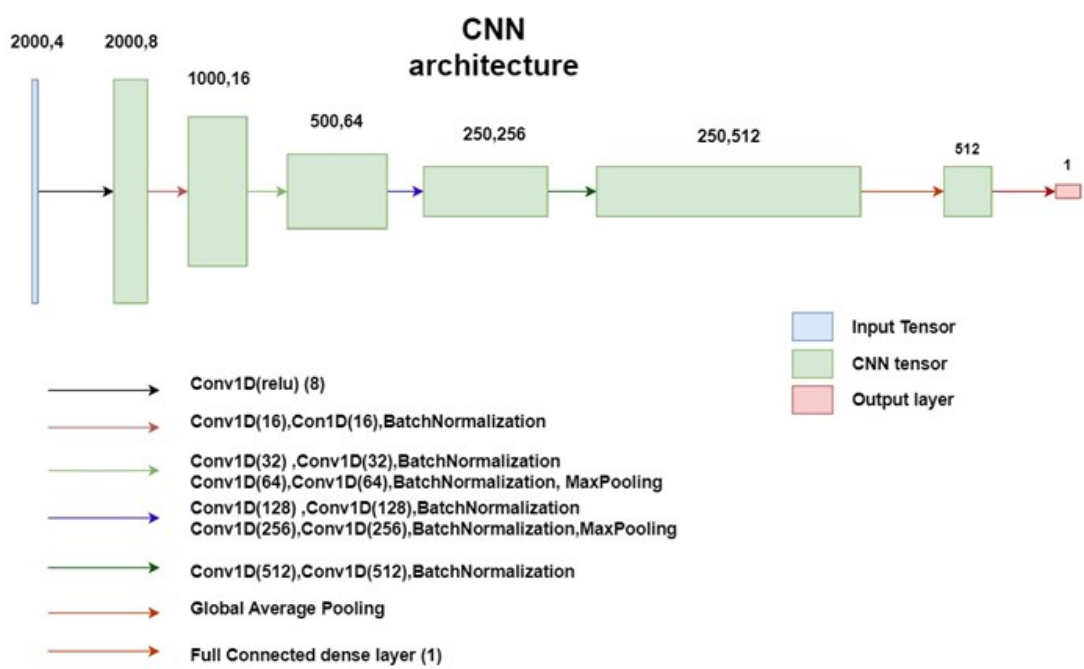 CNN
architecture
2000,4
2000,8
1000,16
500,64
250,256
250,512
512
1
Input Tensor
CNN tensor
Output layer
Conv1D(relu) (8)
Conv1D(16),Con1D(16),BatchNormalization
Conv1D(32) ,Conv1D(32),BatchNormalization
Conv1D(64),Conv1D(64),BatchNormalization, MaxPooling
Conv1D(128) ,Conv1D(128),BatchNormalization
Conv1D(256),Conv1D(256),BatchNormalization,MaxPooling
Conv1D(512),Conv1D(512),BatchNormalization
Global Average Pooling
Full Connected dense layer (1)